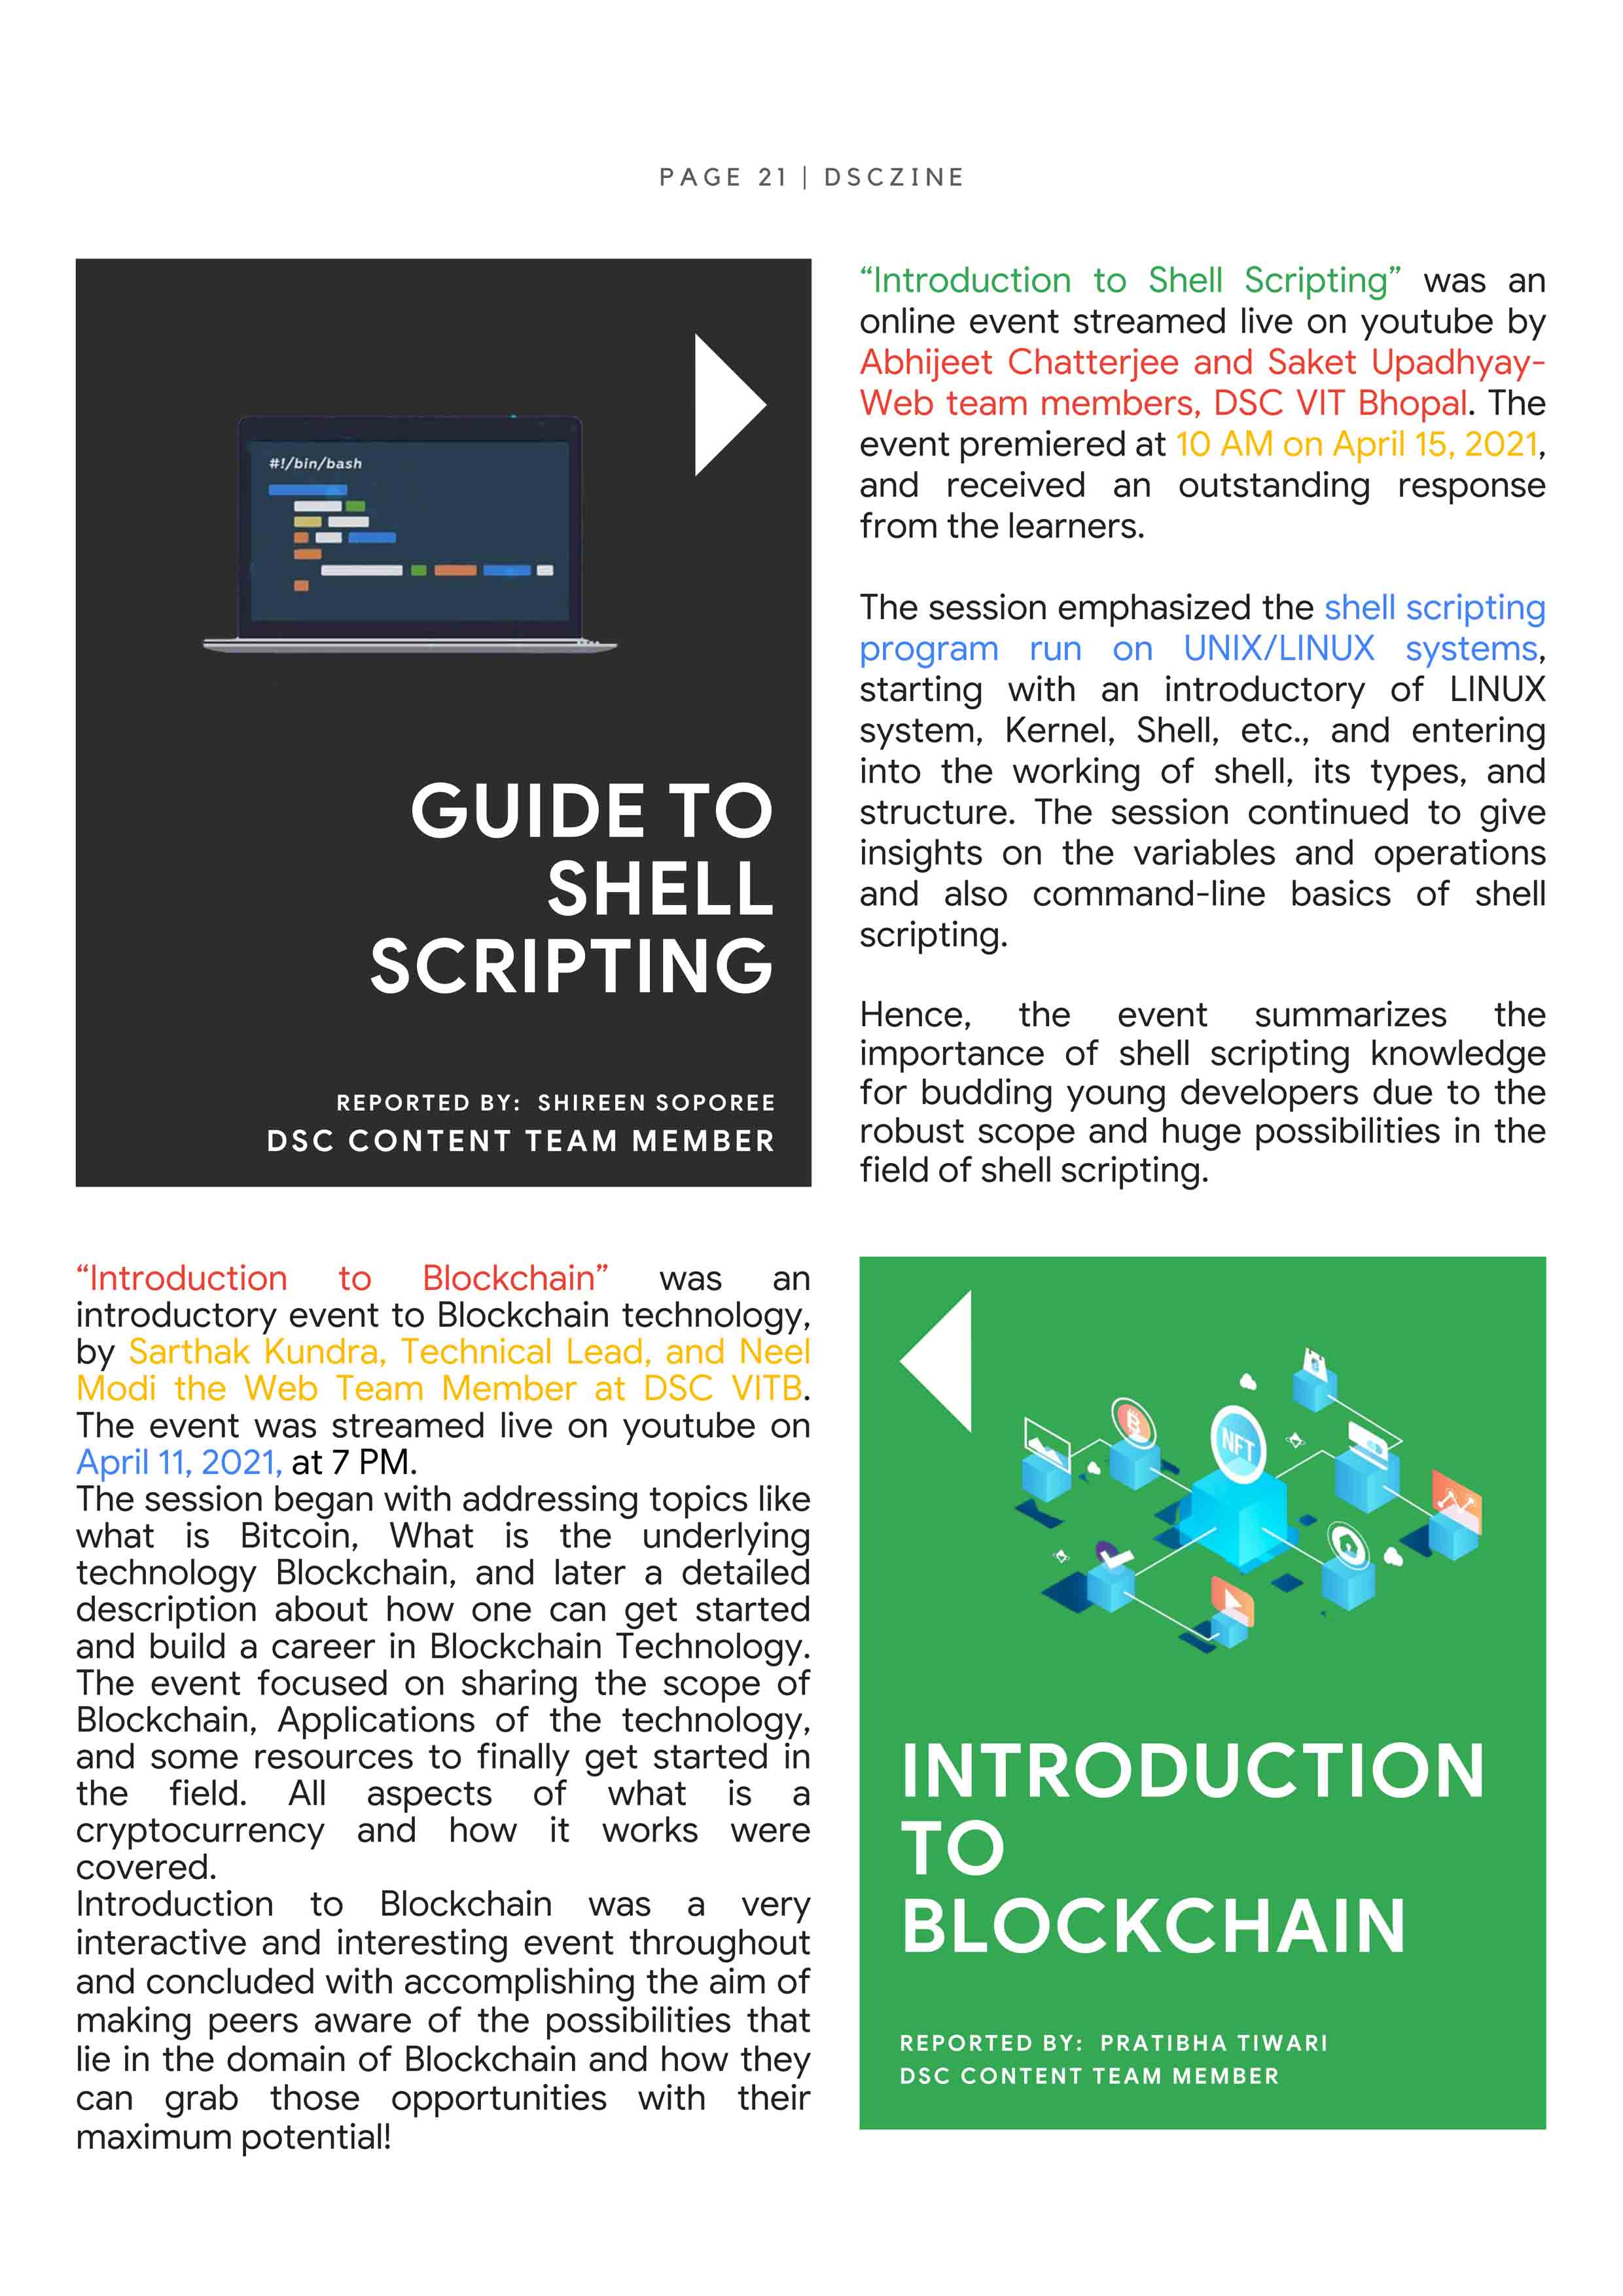 PAGE 21 | DSCZINE
#!/bin/bash
GUIDE TO
SHELL
SCRIPTING
REPORTED BY: SHIREEN SOPOREE
DSC CONTENT TEAM MEMBER
“Introduction to Shell Scripting” was an
online event streamed live on youtube by
Abhijeet Chatterjee and Saket Upadhyay-
Web team members, DSC VIT Bhopal. The
event premiered at 10 AM on April 15, 2021,
and received an outstanding response
from the learners.
The session emphasized the shell scripting
program run on UNIX/LINUX systems,
starting with an introductory of LINUX
system, Kernel, Shell, etc., and entering
into the working of shell, its types, and
structure. The session continued to give
insights on the variables and operations
and also command-line basics of shell
scripting.
Hence, the event summarizes the
importance of shell scripting knowledge
for budding young developers due to the
robust scope and huge possibilities in the
field of shell scripting.
“Introduction to Blockchain” was an
introductory event to Blockchain technology,
by Sarthak Kundra, Technical Lead, and Neel
Modi the Web Team Member at DSC VITB.
The event was streamed live on youtube on
April 11, 2021, at 7 PM.
The session began with addressing topics like
what is Bitcoin, What is the underlying
technology Blockchain, and later a detailed
description about how one can get started
and build a career in Blockchain Technology.
The event focused on sharing the scope of
Blockchain, Applications of the technology,
and some resources to finally get started in
the field. All aspects of what is a
cryptocurrency and how it works were
covered.
Introduction to Blockchain was a very
interactive and interesting event throughout
and concluded with accomplishing the aim of
making peers aware of the possibilities that
lie in the domain of Blockchain and how they
can grab those opportunities with their
maximum potential!
NFT
INTRODUCTION
TO
BLOCKCHAIN
REPORTED BY: PRATIBHA TIWARI
DSC CONTENT TEAM MEMBER